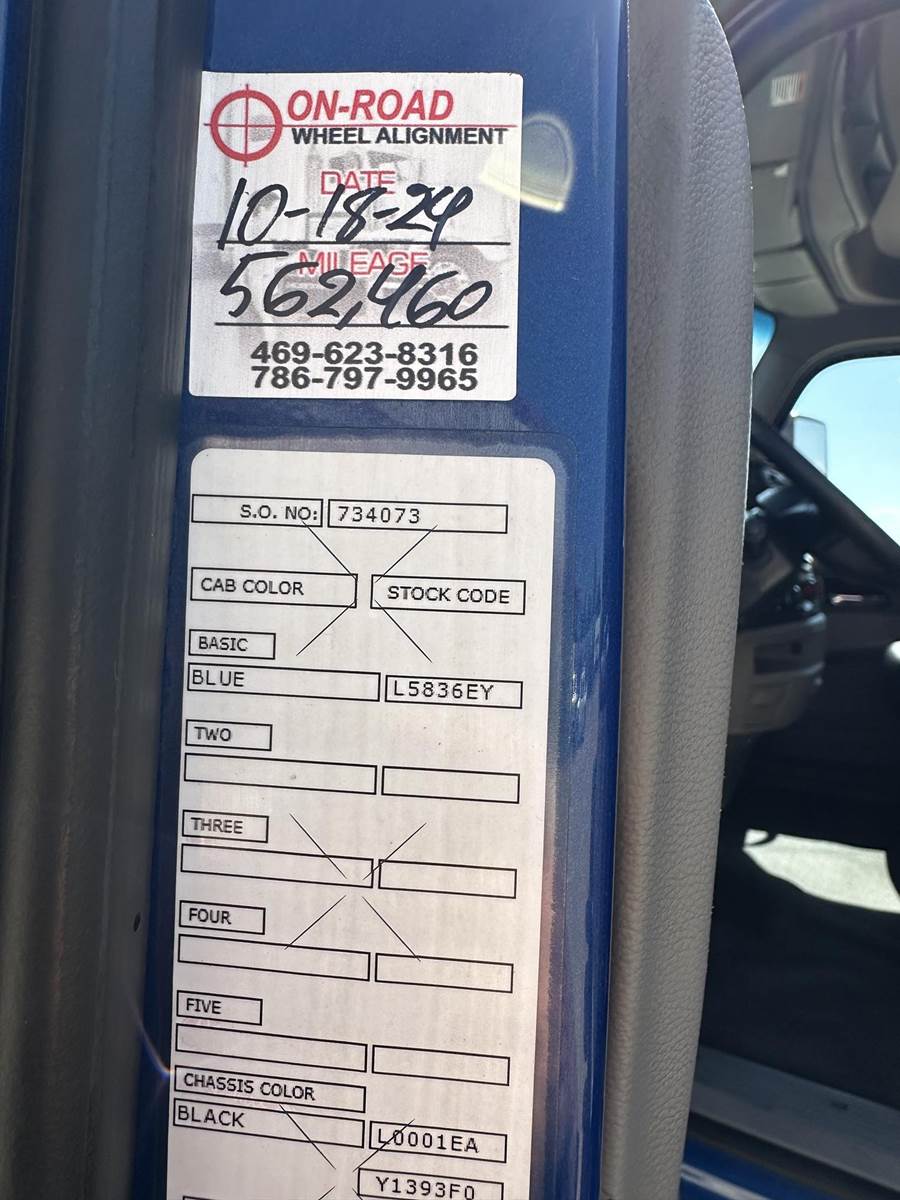 ON-ROAD
WHEEL ALIGNMENT
DATE
10-18-24
MILEAGE
562,460
469-623-8316
786-797-9965
S.O. NO: 734073
CAB COLOR STOCK CODE
BASIC
BLUE L5836EY
TWO
THREE
FOUR
FIVE
CHASSIS COLOR
BLACK L0001EA
Y1393F0